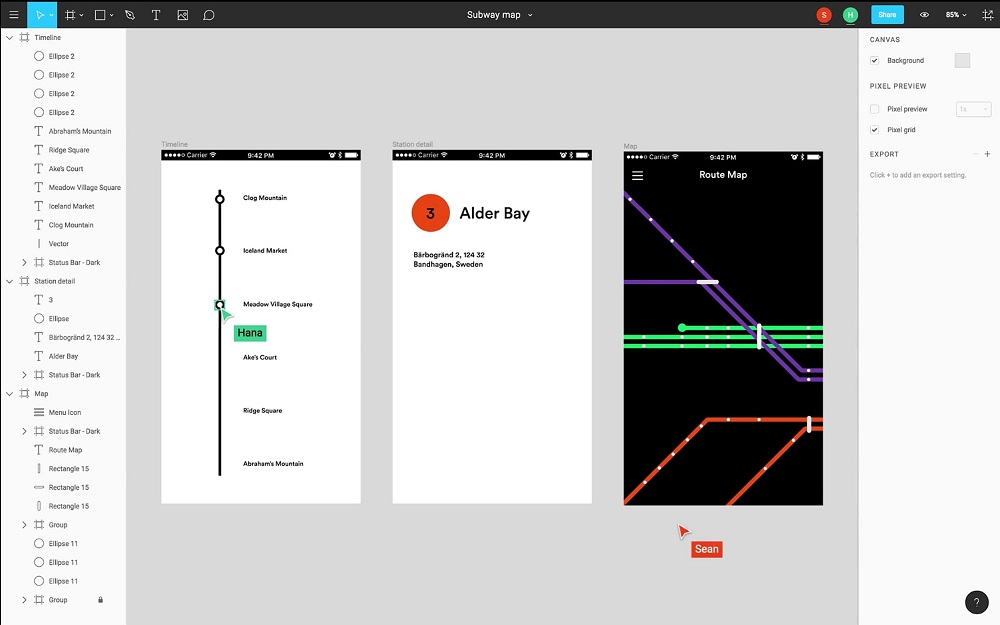 Subway map
S
H
Share
85%
Timeline
Ellipse 2
Ellipse 2
Ellipse 2
Ellipse 2
Abraham's Mountain
Ridge Square
Ake's Court
Meadow Village Square
Iceland Market
Clog Mountain
Vector
Status Bar - Dark
Station detail
3
Ellipse
Bärbogränd 2, 124 32 ...
Alder Bay
Status Bar - Dark
Map
Menu Icon
Status Bar - Dark
Route Map
Rectangle 15
Rectangle 15
Rectangle 15
Group
Ellipse 11
Ellipse 11
Ellipse 11
Group
Timeline
Carrier
9:42 PM
Clog Mountain
Iceland Market
Meadow Village Square
Hana
Ake's Court
Ridge Square
Abraham's Mountain
Station detail
Carrier
9:42 PM
3
Alder Bay
Bärbogränd 2, 124 32
Bandhagen, Sweden
Map
Carrier
9:42 PM
Route Map
Sean
CANVAS
Background
PIXEL PREVIEW
Pixel preview
1x
Pixel grid
EXPORT
Click + to add an export setting.
?